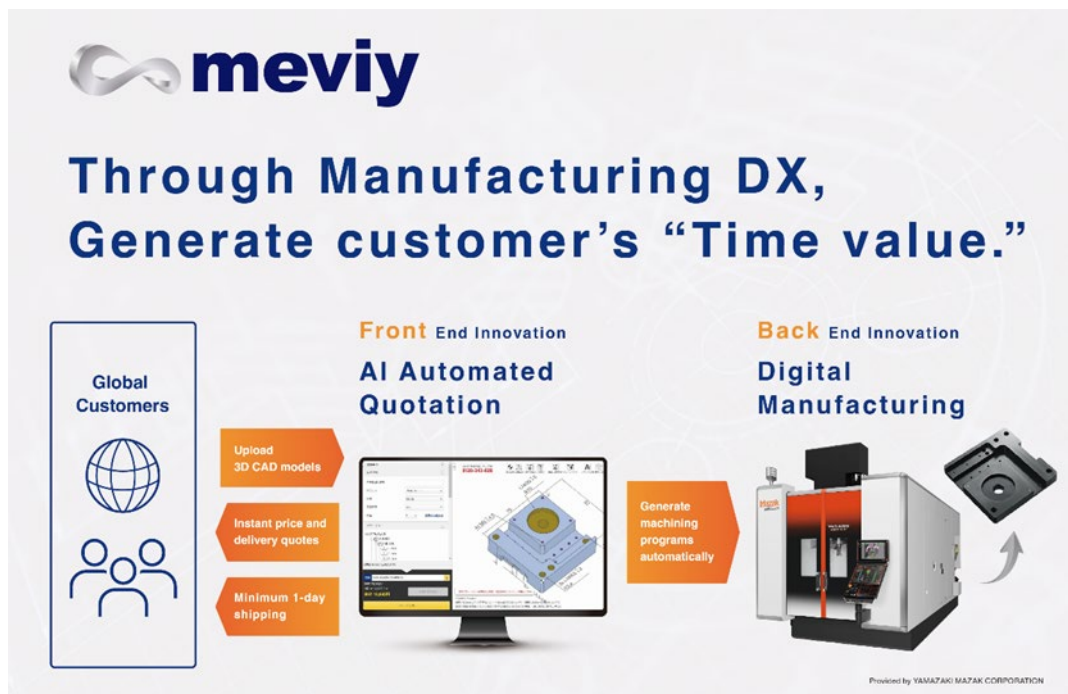 meviy
Through Manufacturing DX,
Generate customer's “Time value.”
Global
Customers
Front End Innovation
AI Automated
Quotation
Back End Innovation
Digital
Manufacturing
Upload
3D CAD models
Instant price and
delivery quotes
Minimum 1-day
shipping
Generate
machining
programs
automatically
Mazak
Provided by YAMAZAKI MAZAK CORPORATION